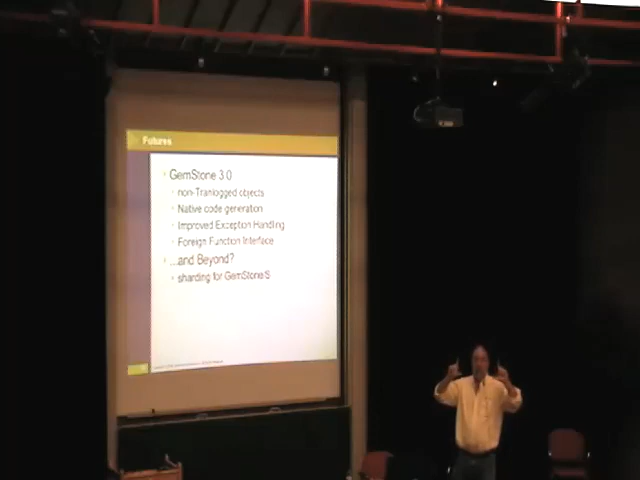 Futures
GemStone 3.0
non-Tranlogged objects
Native code generation
Improved Exception Handling
Foreign Function Interface
...and Beyond?
sharding for GemStone/S